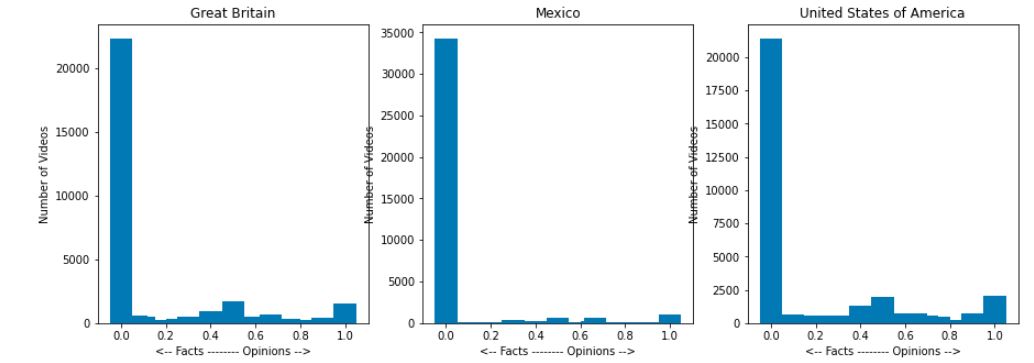 Great Britain
Number of Videos
20000
15000
10000
5000
0
0.0 0.2 0.4 0.6 0.8 1.0
<-- Facts -------- Opinions -->
Mexico
Number of Videos
35000
30000
25000
20000
15000
10000
5000
0
0.0 0.2 0.4 0.6 0.8 1.0
<-- Facts -------- Opinions -->
United States of America
Number of Videos
20000
17500
15000
12500
10000
7500
5000
2500
0
0.0 0.2 0.4 0.6 0.8 1.0
<-- Facts -------- Opinions -->